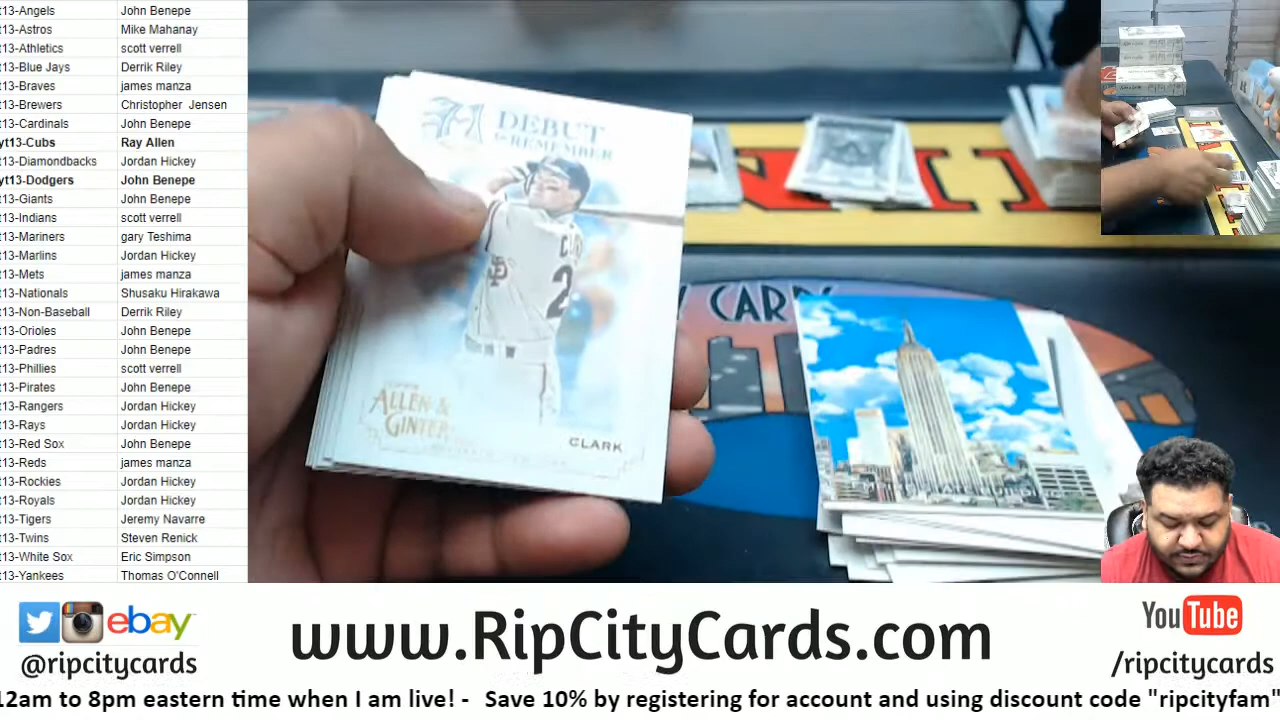 t13-Angels John Benepe
t13-Astros Mike Mahanay
t13-Athletics scott verrell
t13-Blue Jays Derrik Riley
t13-Braves james manza
t13-Brewers Christopher Jensen
t13-Cardinals John Benepe
yt13-Cubs Ray Allen
t13-Diamondbacks Jordan Hickey
yt13-Dodgers John Benepe
t13-Giants John Benepe
t13-Indians scott verrell
t13-Mariners gary Teshima
t13-Marlins Jordan Hickey
t13-Mets james manza
t13-Nationals Shusaku Hirakawa
t13-Non-Baseball Derrik Riley
t13-Orioles John Benepe
t13-Padres John Benepe
t13-Phillies scott verrell
t13-Pirates John Benepe
t13-Rangers Jordan Hickey
t13-Rays Jordan Hickey
t13-Red Sox John Benepe
t13-Reds james manza
t13-Rockies Jordan Hickey
t13-Royals Jordan Hickey
t13-Tigers Jeremy Navarre
t13-Twins Steven Renick
t13-White Sox Eric Simpson
t13-Yankees Thomas O'Connell
A DEBUT
to REMEMBER
2
TOPPS
ALLEN &
GINTER
CLARK
CARDS
ebay
@ripcitycards
www.RipCityCards.com
YouTube
/ripcitycards
12am to 8pm eastern time when I am live! - Save 10% by registering for account and using discount code "ripcityfam"